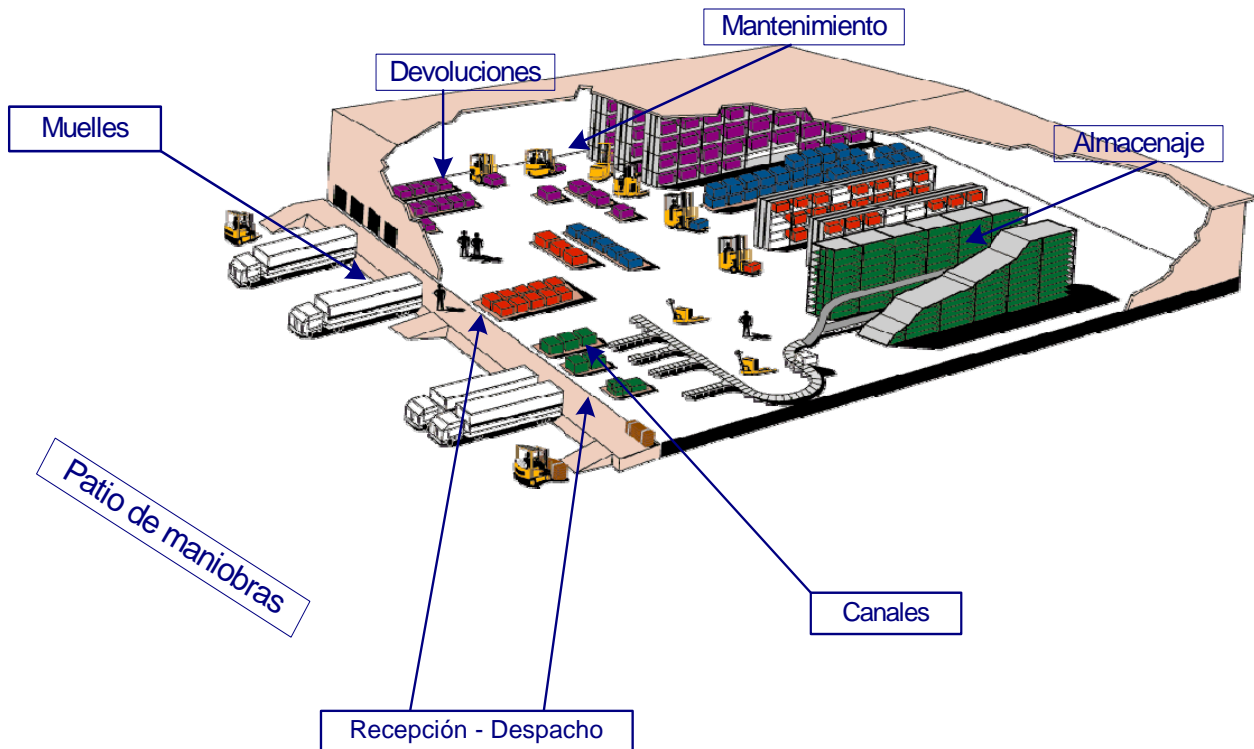 Mantenimiento
Devoluciones
Muelles
Almacenaje
Patio de maniobras
Canales
Recepción - Despacho